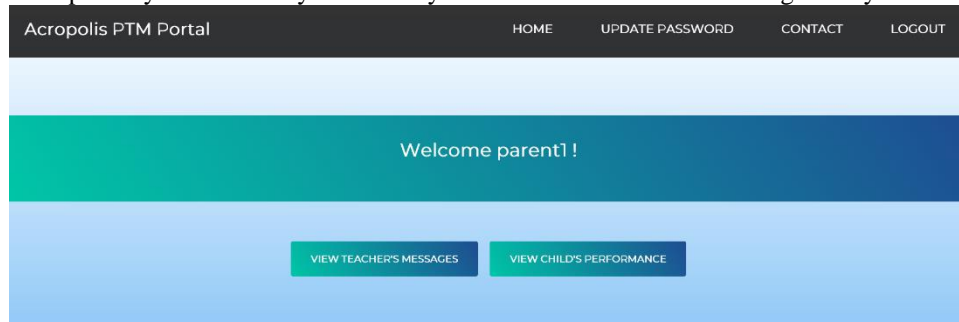 Acropolis PTM Portal HOME UPDATE PASSWORD CONTACT LOGOUT
Welcome parent1 !
VIEW TEACHER'S MESSAGES VIEW CHILD'S PERFORMANCE